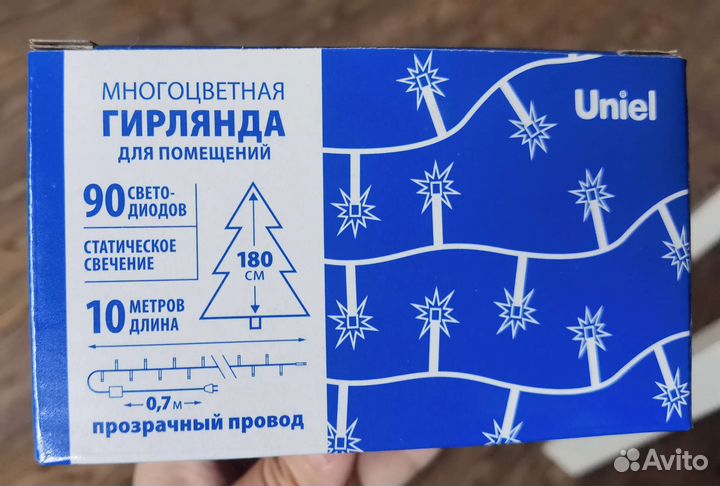 МНОГОЦВЕТНАЯ
ГИРЛЯНДА
ДЛЯ ПОМЕЩЕНИЙ
90 СВЕТО-
ДИОДОВ
СТАТИЧЕСКОЕ
СВЕЧЕНИЕ
10 МЕТРОВ
ДЛИНА
180
СМ
0,7 м
прозрачный провод
Uniel
Avito